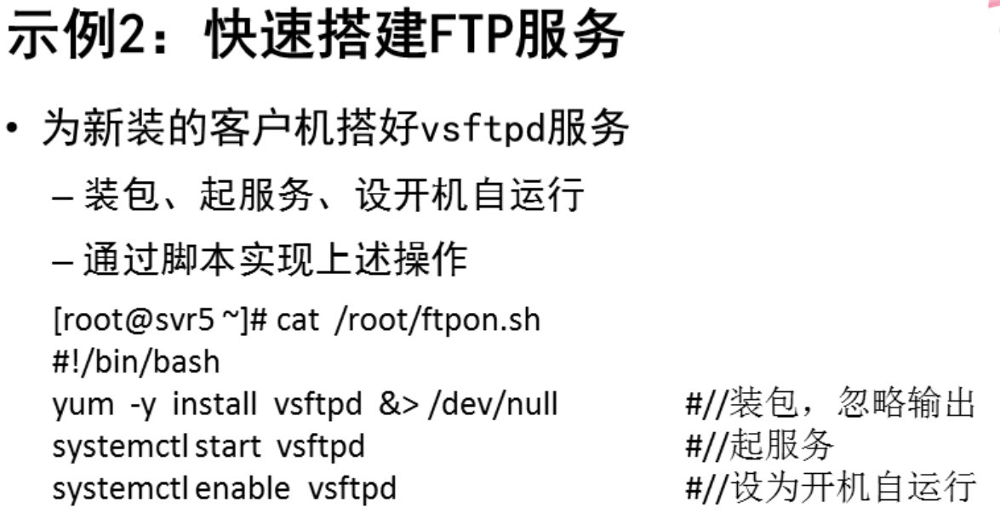 示例2：快速搭建FTP服务
• 为新装的客户机搭好vsftpd服务
– 装包、起服务、设开机自运行
– 通过脚本实现上述操作
[root@svr5 ~]# cat /root/ftpon.sh
#!/bin/bash
yum -y install vsftpd &> /dev/null #//装包，忽略输出
systemctl start vsftpd #//起服务
systemctl enable vsftpd #//设为开机自运行